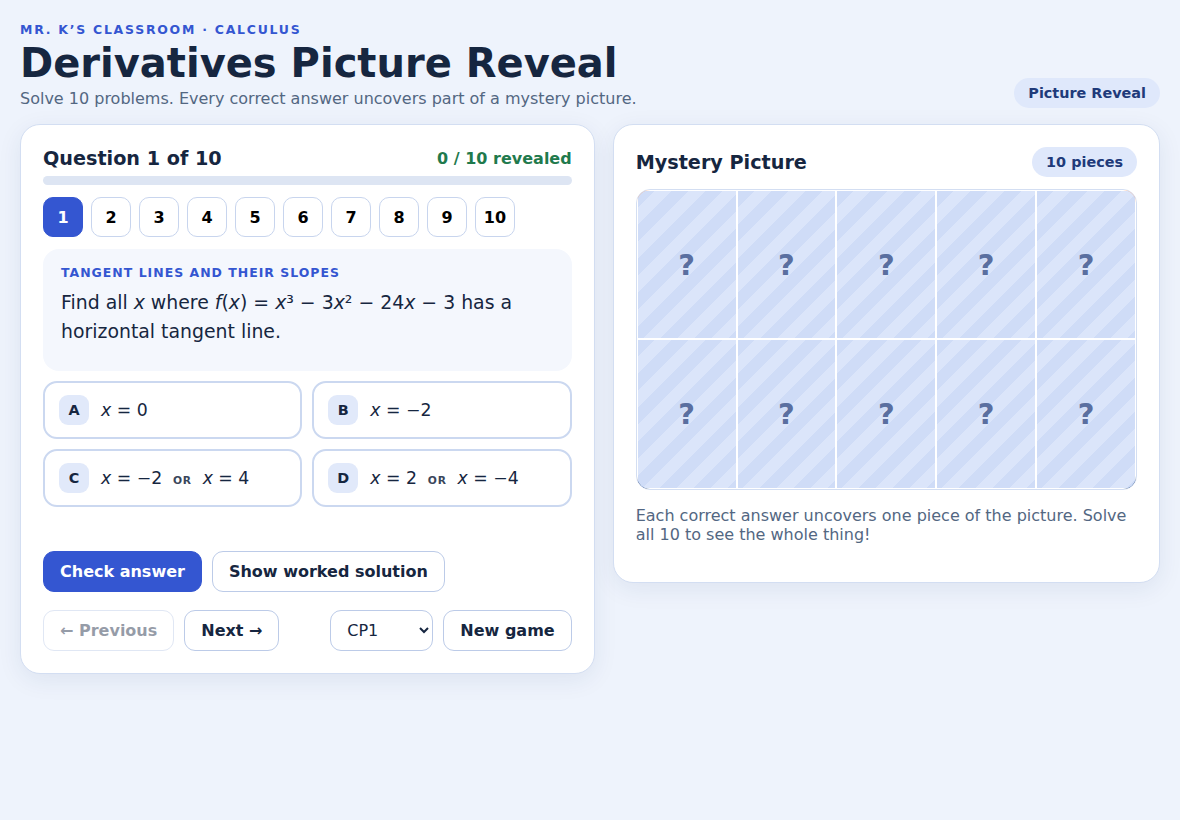 MR. K’S CLASSROOM · CALCULUS
Derivatives Picture Reveal
Solve 10 problems. Every correct answer uncovers part of a mystery picture.
Picture Reveal
Question 1 of 10
0 / 10 revealed
1 2 3 4 5 6 7 8 9 10
TANGENT LINES AND THEIR SLOPES
Find all x where f(x) = x³ − 3x² − 24x − 3 has a
horizontal tangent line.
A x = 0
B x = −2
C x = −2 OR x = 4
D x = 2 OR x = −4
Check answer
Show worked solution
← Previous
Next →
CP1
New game
Mystery Picture
10 pieces
? ? ? ? ?
? ? ? ? ?
Each correct answer uncovers one piece of the picture. Solve
all 10 to see the whole thing!